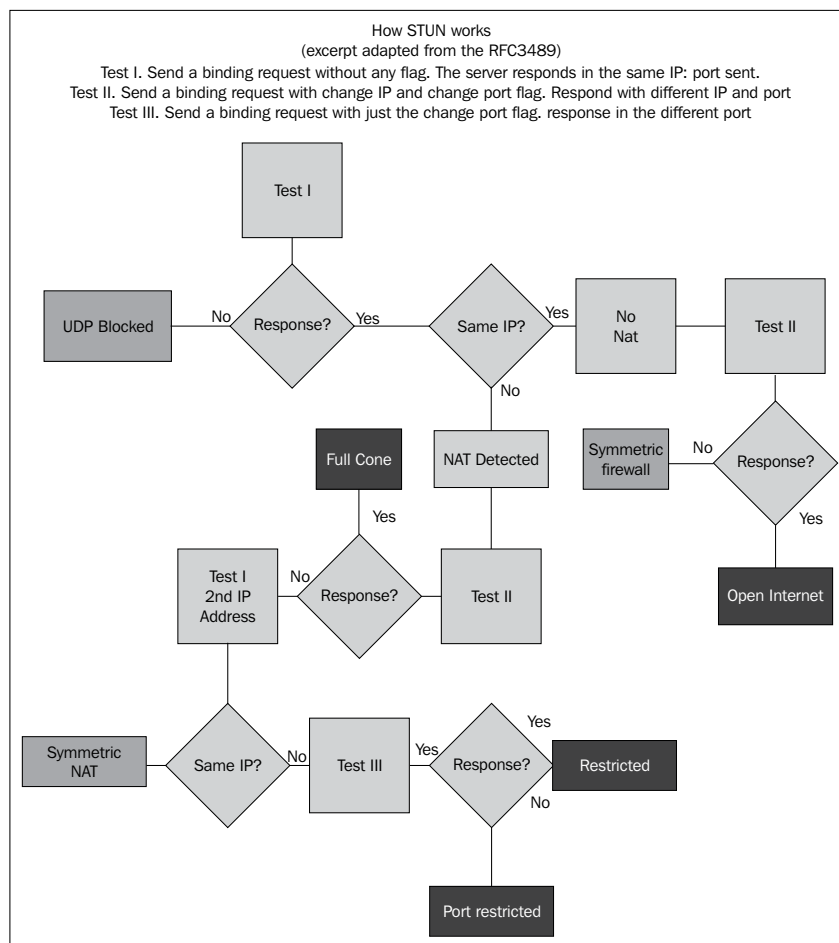 How STUN works
(excerpt adapted from the RFC3489)
Test I. Send a binding request without any flag. The server responds in the same IP: port sent.
Test II. Send a binding request with change IP and change port flag. Respond with different IP and port
Test III. Send a binding request with just the change port flag. response in the different port
Test I
UDP Blocked
No
Response?
Yes
Same IP?
Yes
No
Nat
Test II
No
Full Cone
NAT Detected
Symmetric
firewall
No
Response?
Yes
Yes
Test I
2nd IP
Address
No
Response?
Test II
Open Internet
Symmetric
NAT
Same IP?
No
Test III
Yes
Response?
Yes
Restricted
No
Port restricted